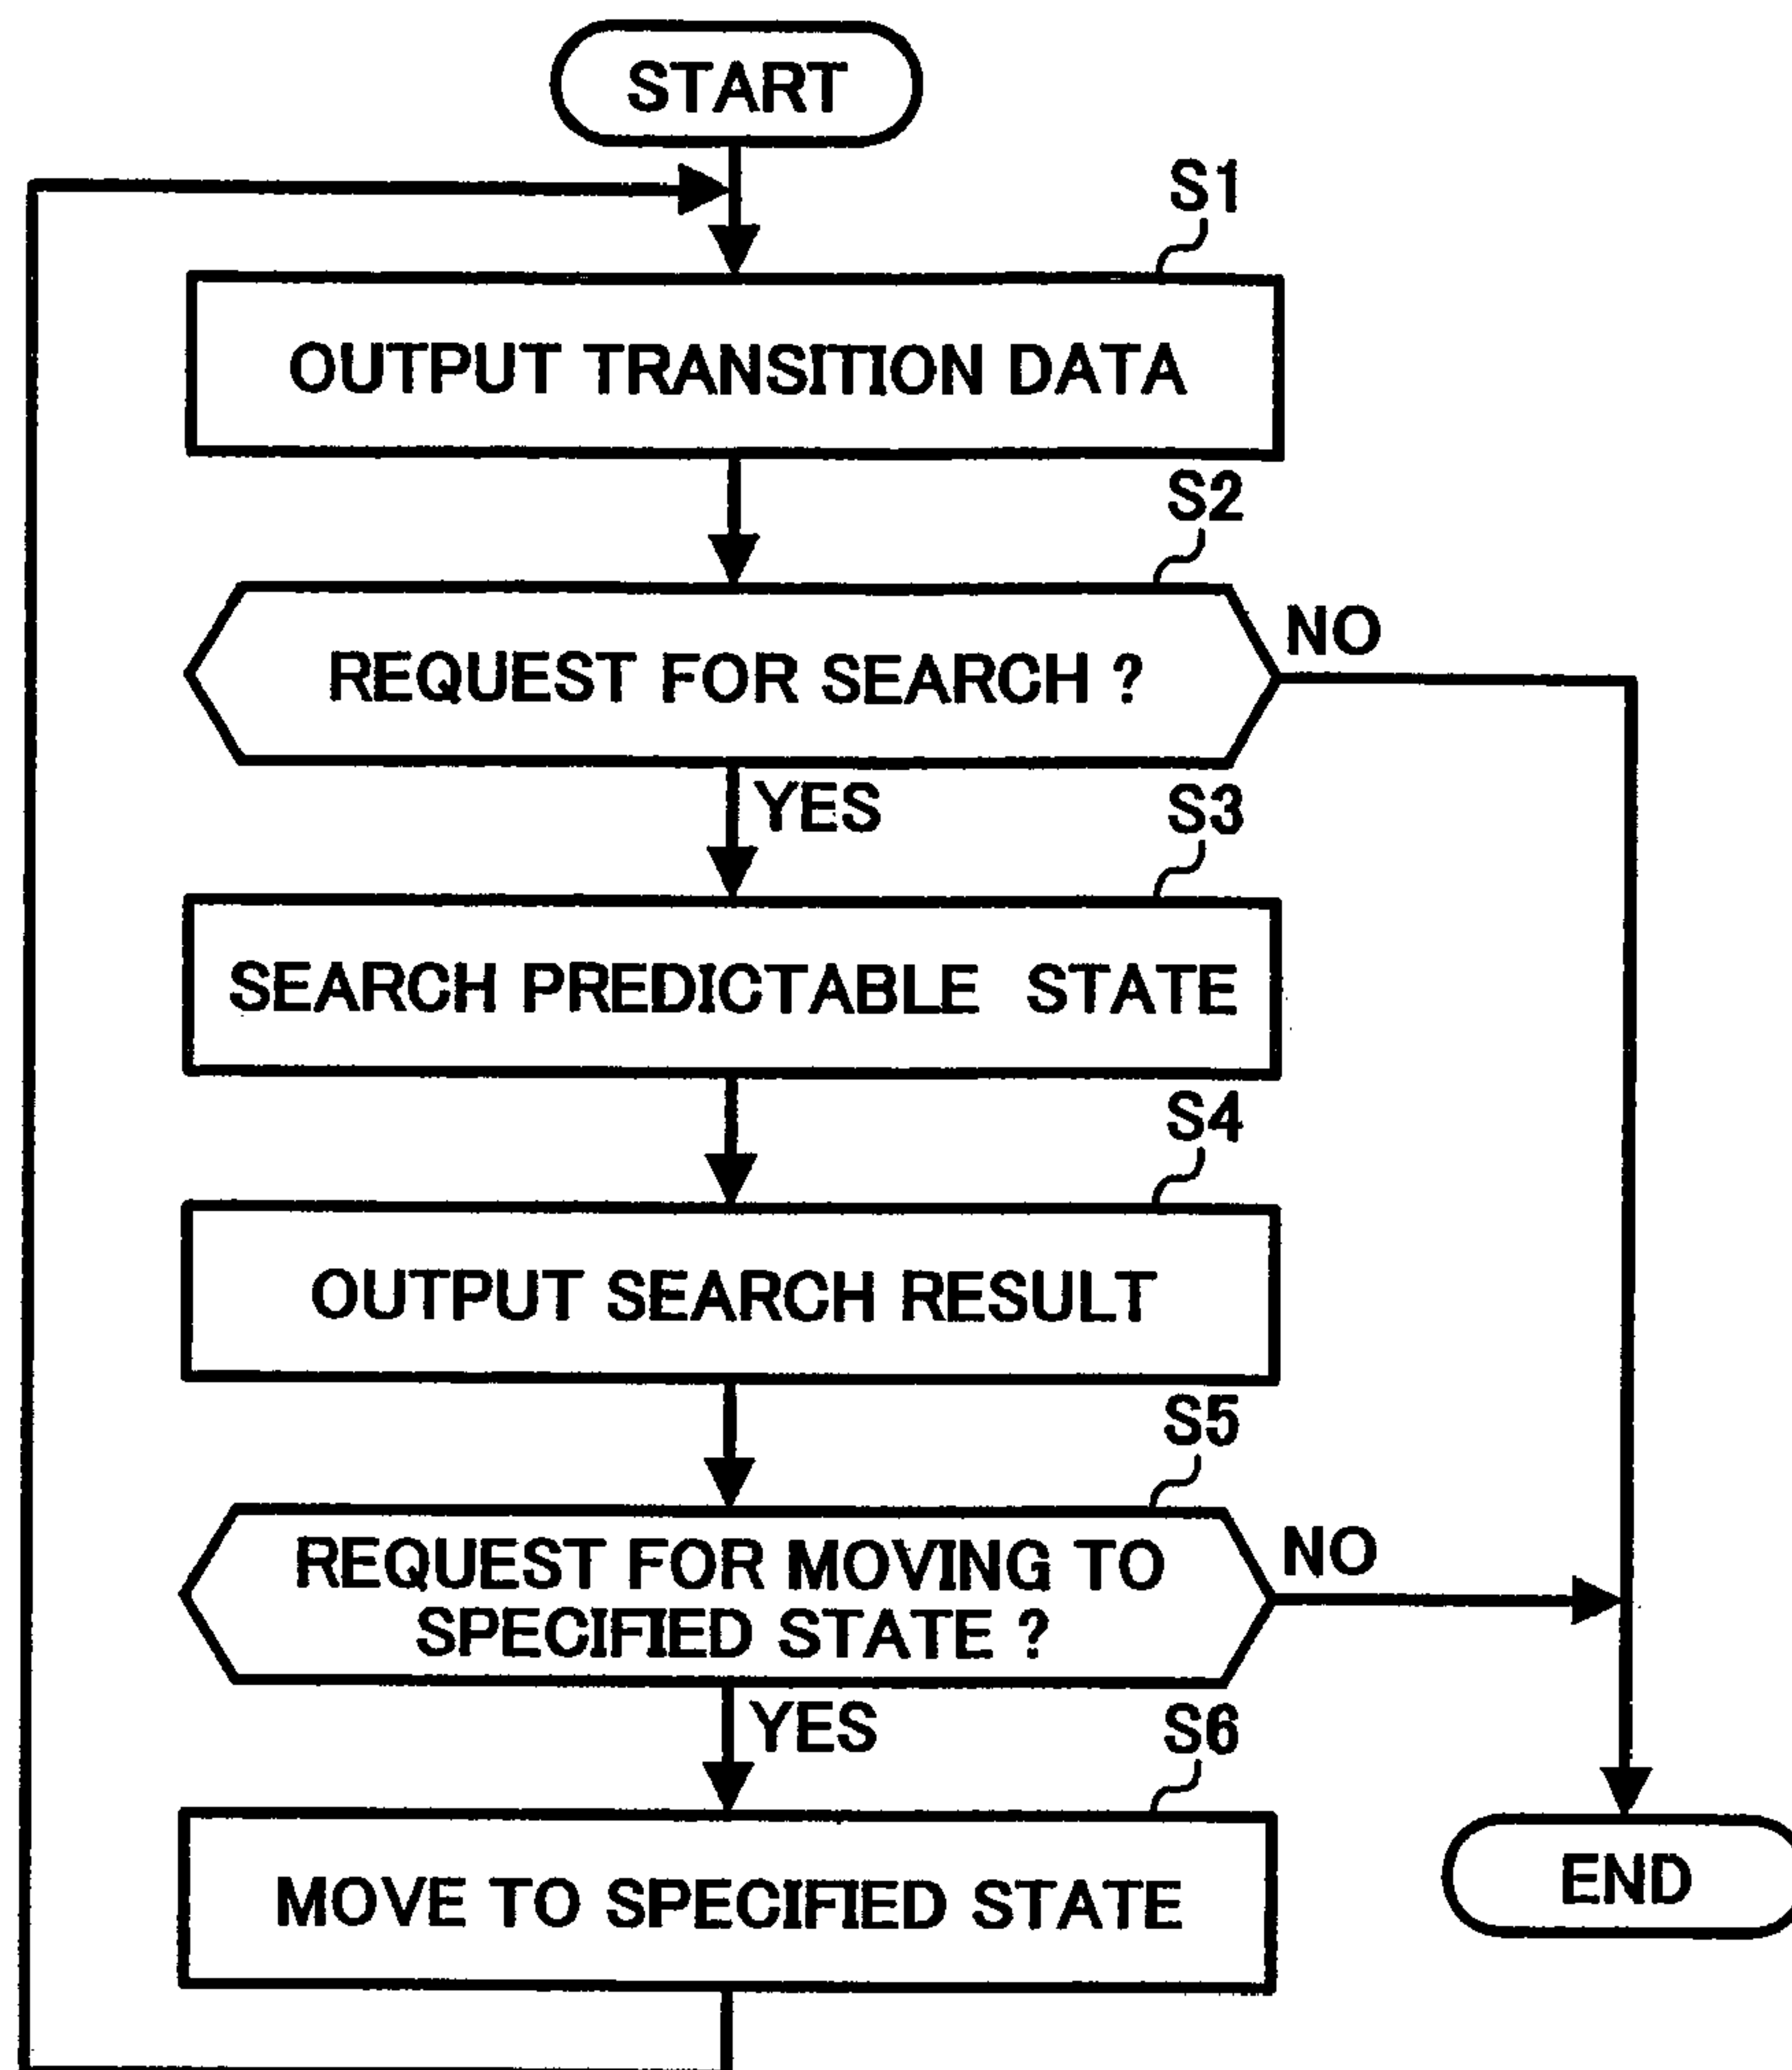 START
S1
OUTPUT TRANSITION DATA
S2
REQUEST FOR SEARCH ?
NO
YES
S3
SEARCH PREDICTABLE STATE
S4
OUTPUT SEARCH RESULT
S5
REQUEST FOR MOVING TO
SPECIFIED STATE ?
NO
YES
S6
MOVE TO SPECIFIED STATE
END